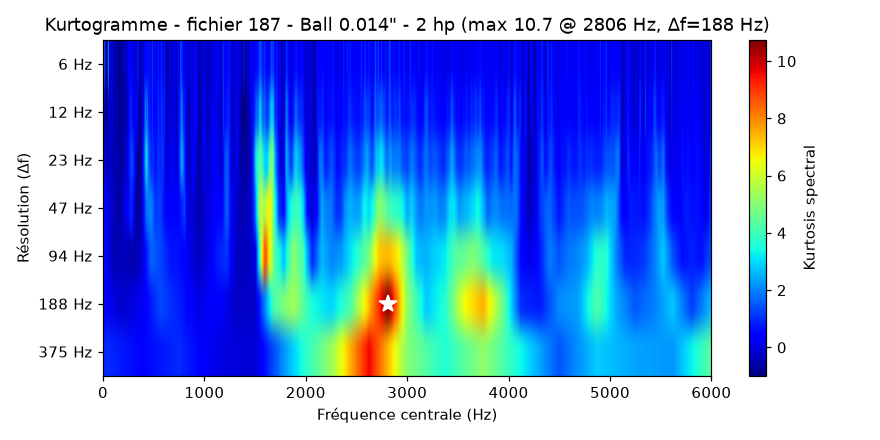 Kurtogramme - fichier 187 - Ball 0.014" - 2 hp (max 10.7 @ 2806 Hz, Δf=188 Hz)
Résolution (Δf)
6 Hz
12 Hz
23 Hz
47 Hz
94 Hz
188 Hz
375 Hz
0 1000 2000 3000 4000 5000 6000
Fréquence centrale (Hz)
10
8
6
4
2
0
Kurtosis spectral